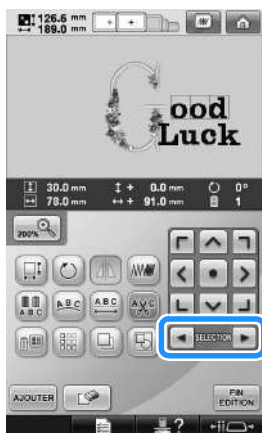 126.6 mm
189.0 mm
ood
Luck
30.0 mm + 0.0 mm 0°
78.0 mm + 91.0 mm 1
200%
A B C A B C A B C A B C
SELECTION
AJOUTER
FIN
EDITION
?